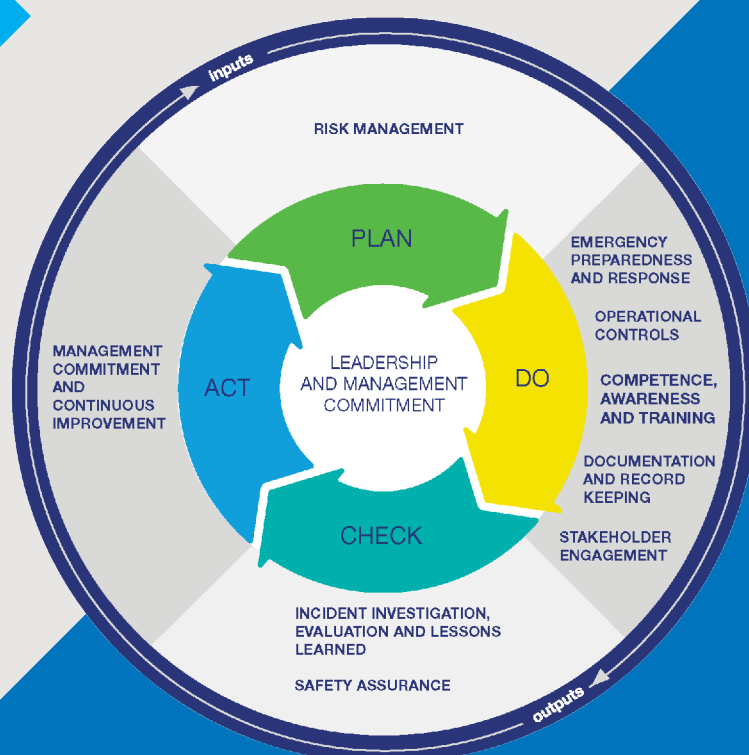 inputs
RISK MANAGEMENT
PLAN
EMERGENCY
PREPAREDNESS
AND RESPONSE
OPERATIONAL
CONTROLS
COMPETENCE,
AWARENESS
AND TRAINING
DOCUMENTATION
AND RECORD
KEEPING
STAKEHOLDER
ENGAGEMENT
DO
LEADERSHIP
AND MANAGEMENT
COMMITMENT
ACT
MANAGEMENT
COMMITMENT
AND
CONTINUOUS
IMPROVEMENT
CHECK
INCIDENT INVESTIGATION,
EVALUATION AND LESSONS
LEARNED
SAFETY ASSURANCE
outputs